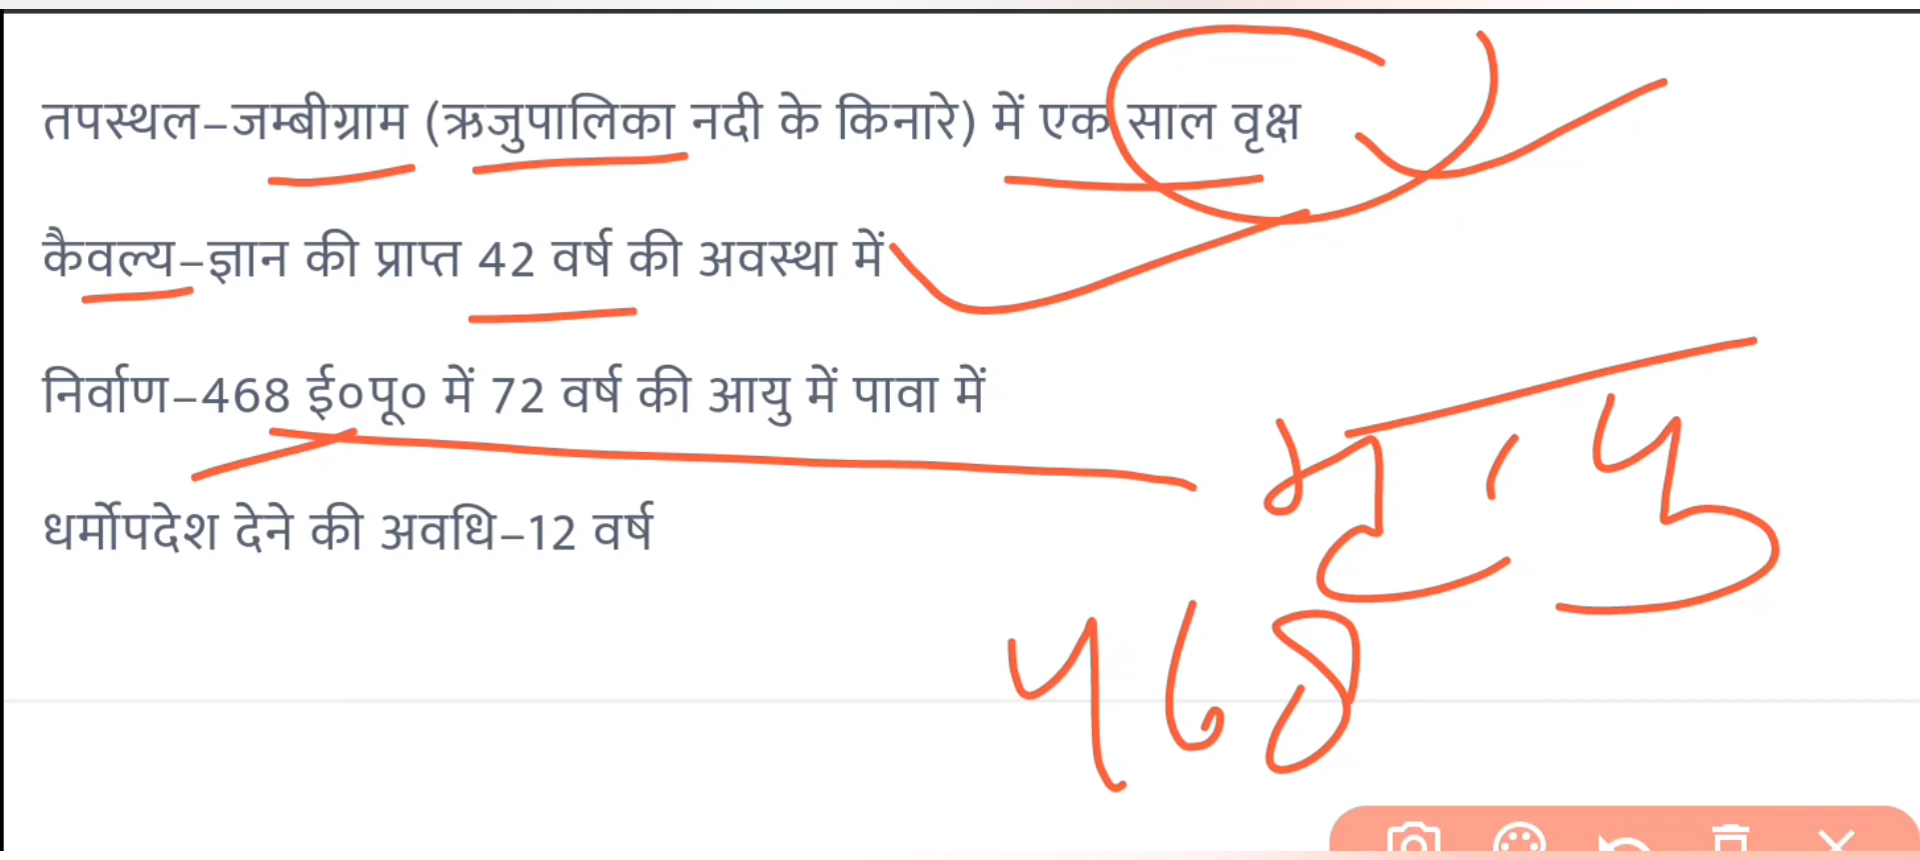 तपस्थल–जम्बीग्राम (ऋजुपालिका नदी के किनारे) में एक साल वृक्ष
कैवल्य–ज्ञान की प्राप्त 42 वर्ष की अवस्था में
निर्वाण–468 ई०पू० में 72 वर्ष की आयु में पावा में
धर्मोपदेश देने की अवधि–12 वर्ष
468